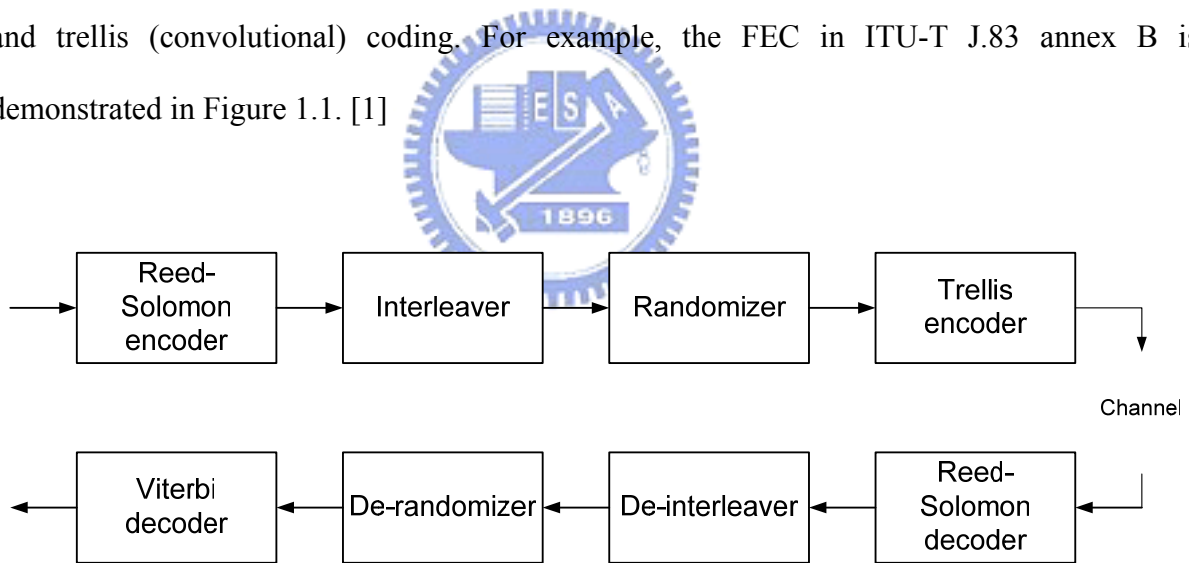 and trellis (convolutional) coding. For example, the FEC in ITU-T J.83 annex B is
demonstrated in Figure 1.1. [1]
E S A
1896
Reed-
Solomon
encoder
Interleaver
Randomizer
Trellis
encoder
Channel
Viterbi
decoder
De-randomizer
De-interleaver
Reed-
Solomon
decoder